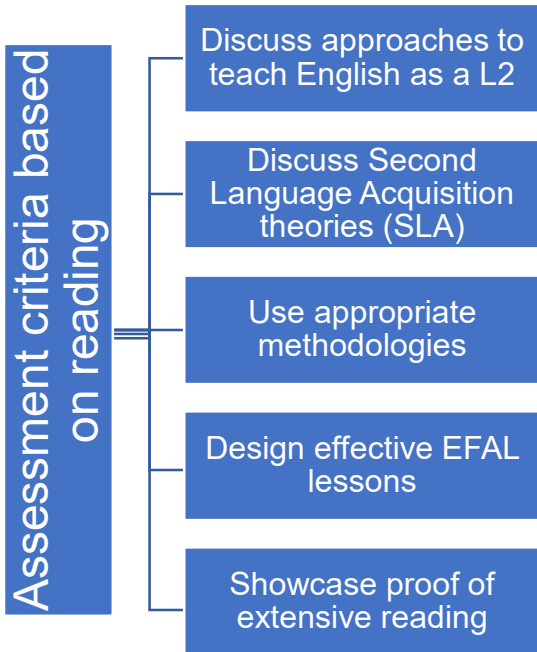 Assessment criteria based
on reading
Discuss approaches to
teach English as a L2
Discuss Second
Language Acquisition
theories (SLA)
Use appropriate
methodologies
Design effective EFAL
lessons
Showcase proof of
extensive reading